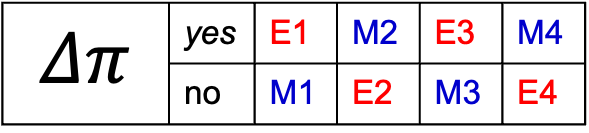 Δπ
yes E1 M2 E3 M4
no M1 E2 M3 E4